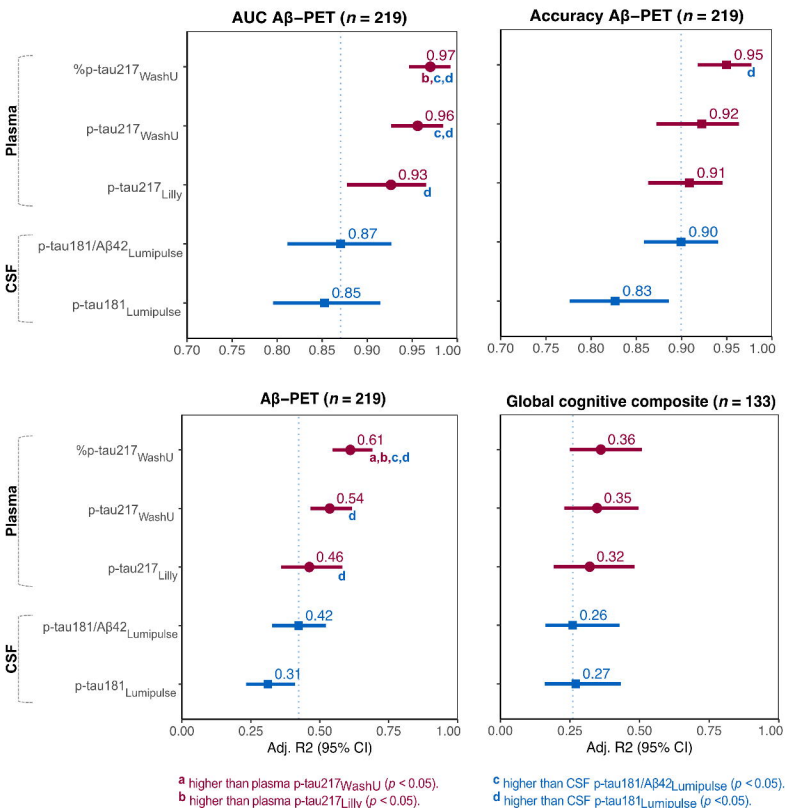 AUC Aβ−PET (n = 219)
Accuracy Aβ−PET (n = 219)
Plasma
%p-tau217WashU
0.97
b,c,d
0.95
d
p-tau217WashU
0.96
c,d
0.92
p-tau217Lilly
0.93
d
0.91
CSF
p-tau181/Aβ42Lumipulse
0.87
0.90
p-tau181Lumipulse
0.85
0.83
0.70 0.75 0.80 0.85 0.90 0.95 1.00
0.70 0.75 0.80 0.85 0.90 0.95 1.00
Aβ−PET (n = 219)
Global cognitive composite (n = 133)
Plasma
%p-tau217WashU
0.61
a,b,c,d
0.36
p-tau217WashU
0.54
d
0.35
p-tau217Lilly
0.46
d
0.32
CSF
p-tau181/Aβ42Lumipulse
0.42
0.26
p-tau181Lumipulse
0.31
0.27
0.00 0.25 0.50 0.75 1.00
0.00 0.25 0.50 0.75 1.00
Adj. R2 (95% CI)
Adj. R2 (95% CI)
a higher than plasma p-tau217WashU (p < 0.05).
b higher than plasma p-tau217Lilly (p < 0.05).
c higher than CSF p-tau181/Aβ42Lumipulse (p < 0.05).
d higher than CSF p-tau181Lumipulse (p <0.05).